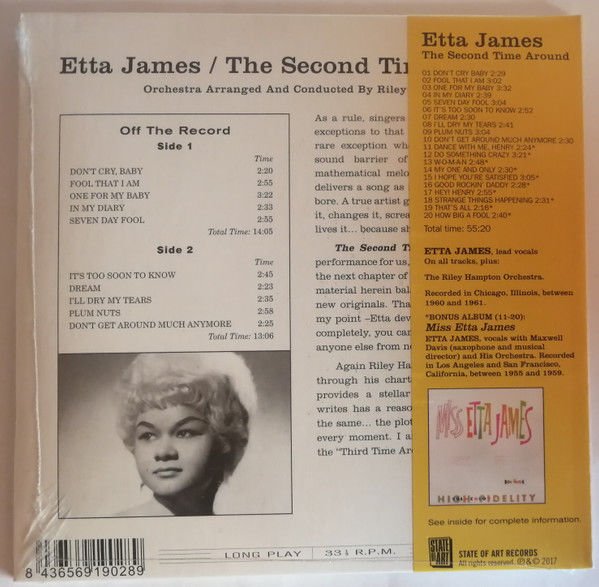 Etta James / The Second Tim
Orchestra Arranged And Conducted By Riley
Off The Record
Side 1
Time
DON'T CRY, BABY 2:20
FOOL THAT I AM 2:55
ONE FOR MY BABY 3:22
IN MY DIARY 2:33
SEVEN DAY FOOL 2:55
Total Time: 14:05
Side 2
Time
IT'S TOO SOON TO KNOW 2:45
DREAM 2:23
I'LL DRY MY TEARS 2:35
PLUM NUTS 2:58
DON'T GET AROUND MUCH ANYMORE 2:25
Total Time: 13:06
As a rule, singers
exceptions to that
rare exception wh
sound barrier of
mathematical melo
delivers a song as
bore. A true artist g
it, changes it, screa
lives it... because sh
The Second Ti
performance for us,
the next chapter of
material herein bala
new originals. Tha
my point –Etta dev
completely, you can
anyone else from ne
Again Riley Ha
through his chart
provides a stellar
writes has a reaso
the same... the plot
every moment. I a
the "Third Time Aro
LONG PLAY 33⅓ R.P.M.
8 436569 190289
Etta James
The Second Time Around
01 DON'T CRY BABY 2:29
02 FOOL THAT I AM 3:02
03 ONE FOR MY BABY 3:32
04 IN MY DIARY 2:39
05 SEVEN DAY FOOL 3:04
06 IT'S TOO SOON TO KNOW 2:52
07 DREAM 2:30
08 I'LL DRY MY TEARS 2:41
09 PLUM NUTS 3:04
10 DON'T GET AROUND MUCH ANYMORE 2:30
11 DANCE WITH ME, HENRY 2:24*
12 DO SOMETHING CRAZY 3:21*
13 W-O-M-A-N 2:48*
14 MY ONE AND ONLY 2:30*
15 I HOPE YOU'RE SATISFIED 3:05*
16 GOOD ROCKIN' DADDY 2:28*
17 HEY! HENRY 2:55*
18 STRANGE THINGS HAPPENING 2:31*
19 THAT'S ALL 2:16*
20 HOW BIG A FOOL 2:40*
Total time: 55:20
ETTA JAMES, lead vocals
On all tracks, plus:
The Riley Hampton Orchestra.
Recorded in Chicago, Illinois, between
1960 and 1961.
*BONUS ALBUM (11-20):
Miss Etta James
ETTA JAMES, vocals with Maxwell
Davis (saxophone and musical
director) and His Orchestra. Recorded
in Los Angeles and San Francisco,
California, between 1955 and 1959.
MISS ETTA JAMES
HIGH FIDELITY
See inside for complete information.
STATE OF ART
STATE OF ART RECORDS
All rights reserved. ℗&© 2017